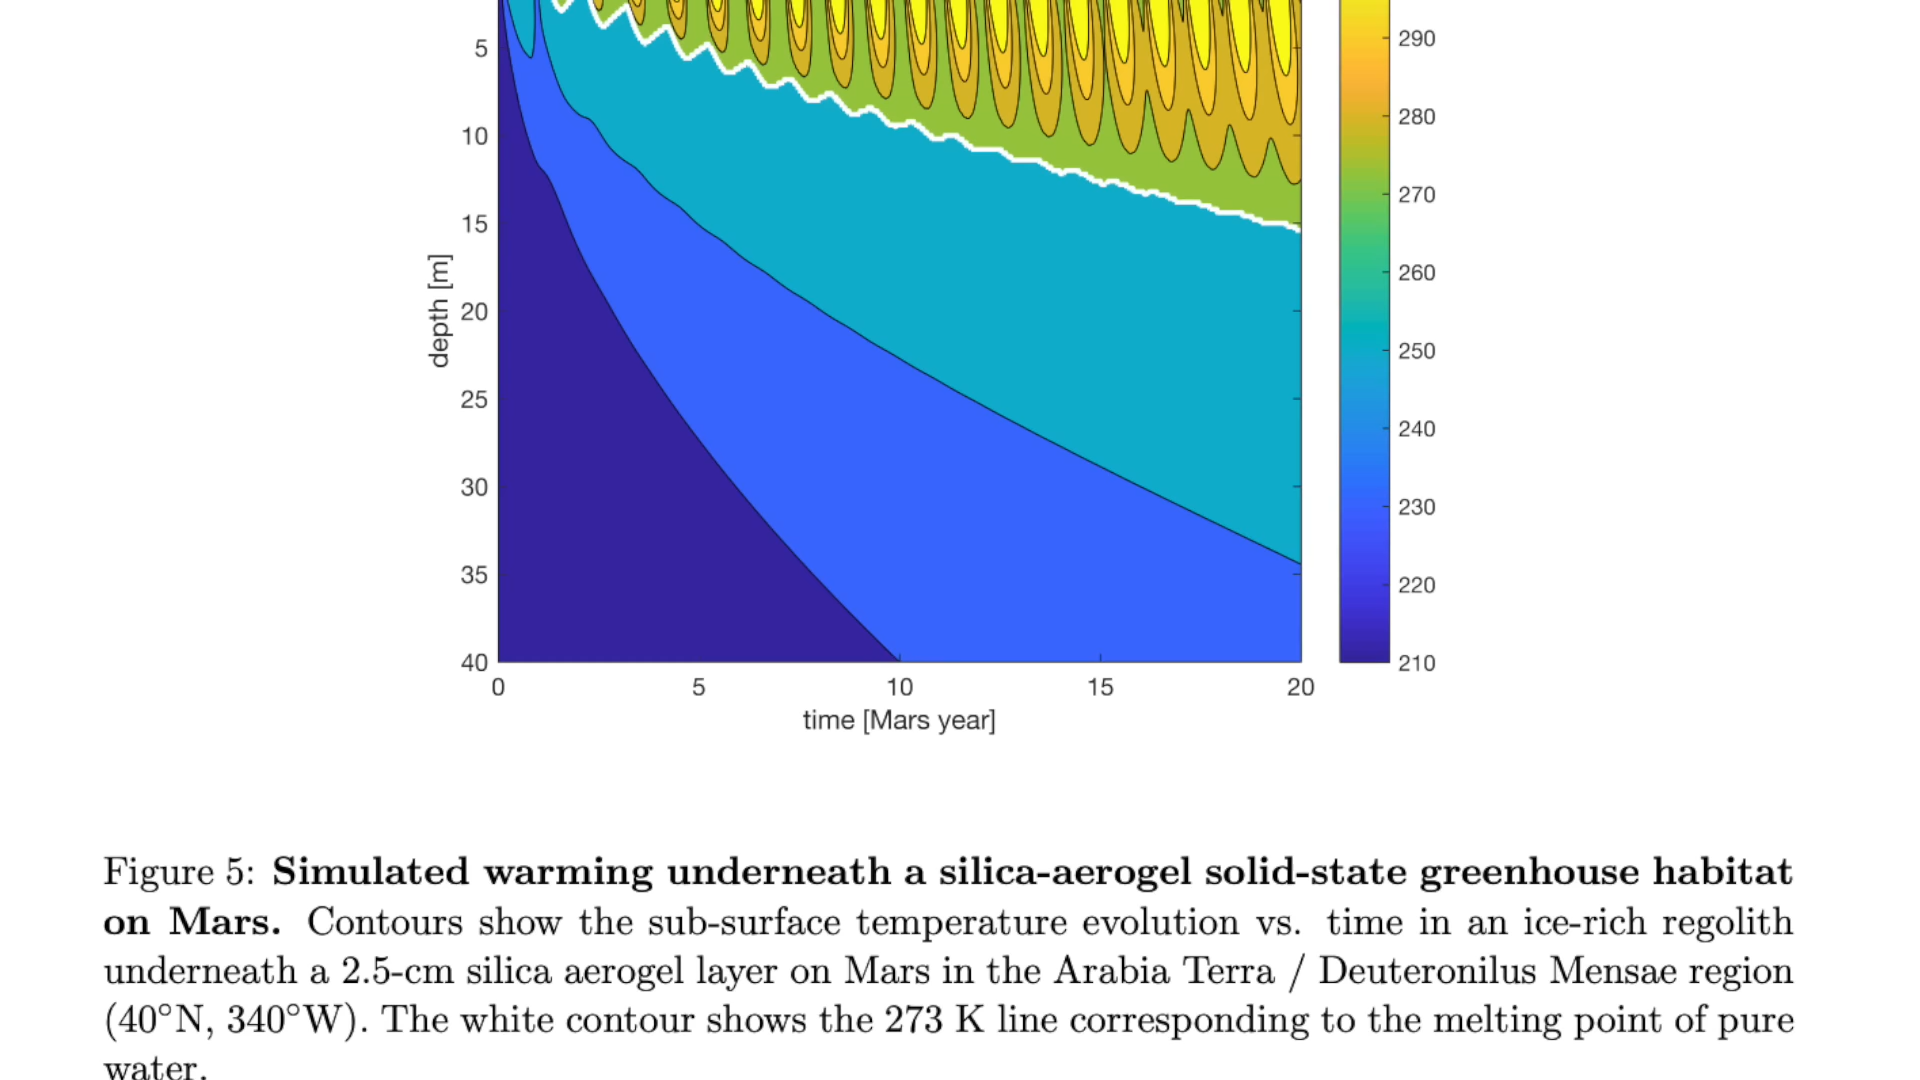 5
10
15
20
25
30
35
40
depth [m]
0 5 10 15 20
time [Mars year]
290
280
270
260
250
240
230
220
210
Figure 5: Simulated warming underneath a silica-aerogel solid-state greenhouse habitat
on Mars. Contours show the sub-surface temperature evolution vs. time in an ice-rich regolith
underneath a 2.5-cm silica aerogel layer on Mars in the Arabia Terra / Deuteronilus Mensae region
(40°N, 340°W). The white contour shows the 273 K line corresponding to the melting point of pure
water.